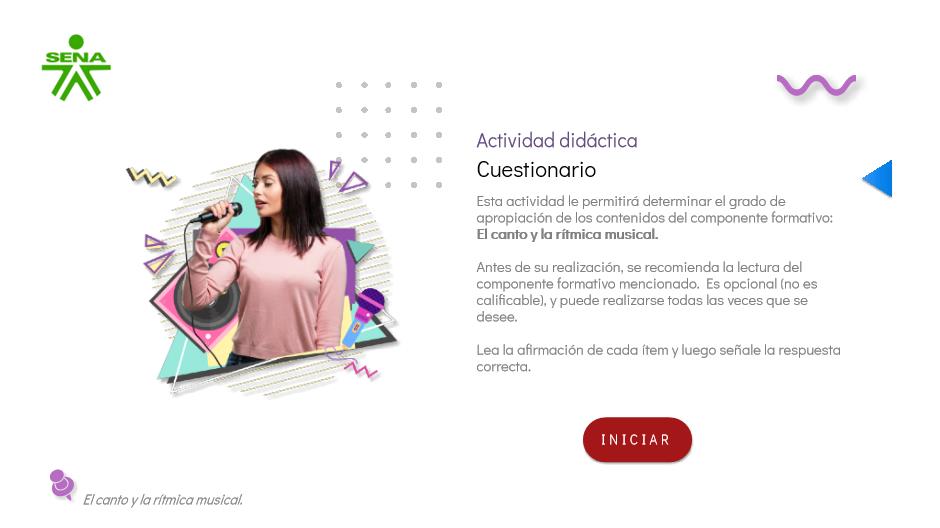 SENA
Actividad didáctica
Cuestionario
Esta actividad le permitirá determinar el grado de
apropiación de los contenidos del componente formativo:
El canto y la rítmica musical.
Antes de su realización, se recomienda la lectura del
componente formativo mencionado. Es opcional (no es
calificable), y puede realizarse todas las veces que se
desee.
Lea la afirmación de cada ítem y luego señale la respuesta
correcta.
INICIAR
El canto y la rítmica musical.